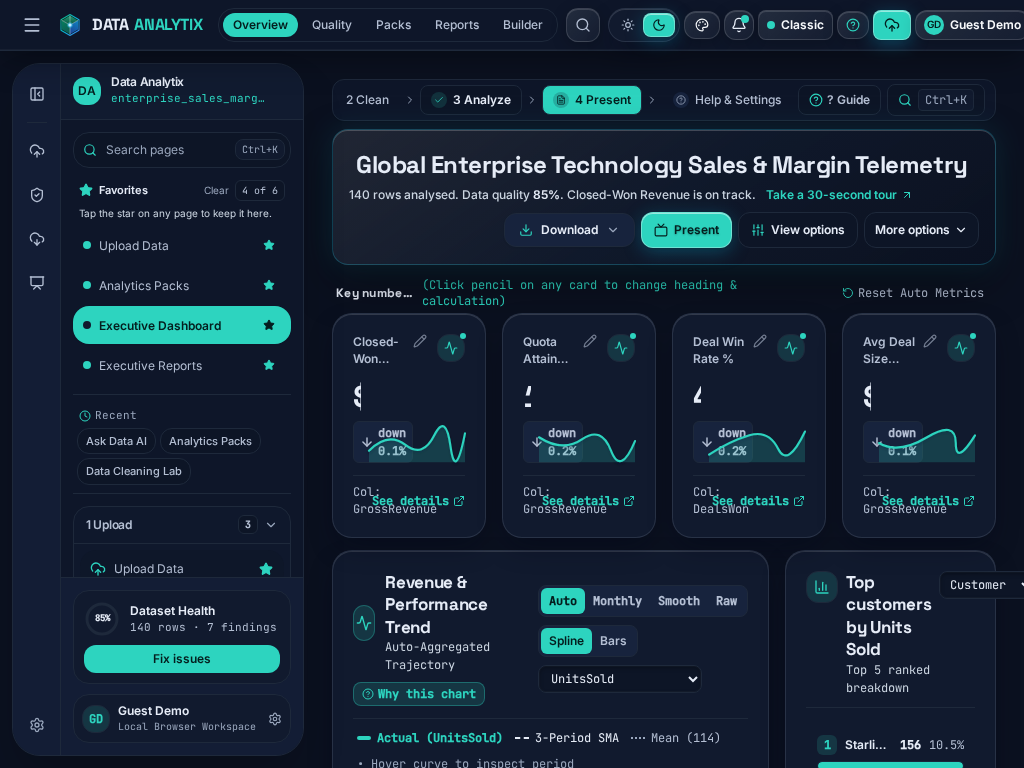 DATA ANALYTIX
Overview Quality Packs Reports Builder
Classic
GD Guest Demo
DA Data Analytix
enterprise_sales_marg…
Search pages Ctrl+K
Favorites Clear 4 of 6
Tap the star on any page to keep it here.
Upload Data
Analytics Packs
Executive Dashboard
Executive Reports
Recent
Ask Data AI Analytics Packs
Data Cleaning Lab
1 Upload 3
Upload Data
85% Dataset Health
140 rows · 7 findings
Fix issues
GD Guest Demo
Local Browser Workspace
2 Clean 3 Analyze 4 Present Help & Settings ? Guide Ctrl+K
Global Enterprise Technology Sales & Margin Telemetry
140 rows analysed. Data quality 85%. Closed-Won Revenue is on track. Take a 30-second tour ↗
Download Present View options More options
Key numbe… (Click pencil on any card to change heading & calculation)
Reset Auto Metrics
Closed-
Won…
$
↓ down
0.1%
Col:
GrossRevenue
See details
Quota
Attain…
↓ down
0.2%
Col:
GrossRevenue
See details
Deal Win
Rate %
↓ down
0.2%
Col:
DealsWon
See details
Avg Deal
Size…
$
↓ down
0.1%
Col:
GrossRevenue
See details
Revenue &
Performance
Trend
Auto-Aggregated
Trajectory
Why this chart
Auto Monthly Smooth Raw
Spline Bars
UnitsSold
Actual (UnitsSold) 3-Period SMA Mean (114)
• Hover curve to inspect period
Top
customers
by Units
Sold
Top 5 ranked
breakdown
Customer
1 Starli… 156 10.5%